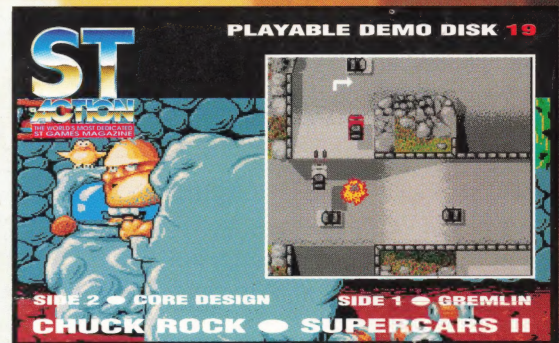 PLAYABLE DEMO DISK 19
ST
ACTION
THE WORLD'S MOST DEDICATED
ST GAMES MAGAZINE
SIDE 2 ● CORE DESIGN
SIDE 1 ● GREMLIN
CHUCK ROCK ● SUPERCARS II